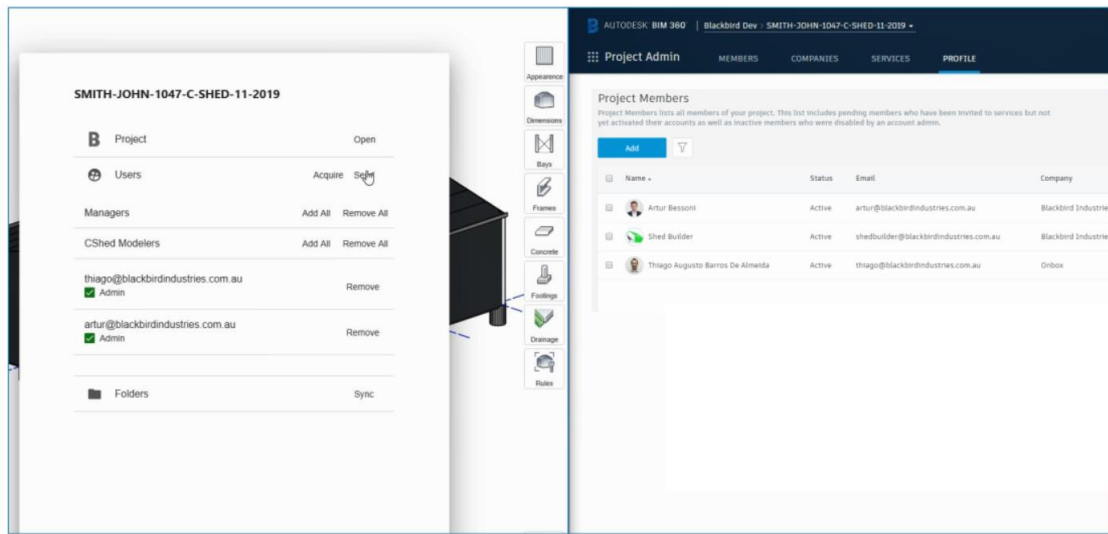 SMITH-JOHN-1047-C-SHED-11-2019
B Project Open
Users Acquire
Managers Add All Remove All
CShed Modelers Add All Remove All
thiago@blackbirdindustries.com.au
Admin
Remove
artur@blackbirdindustries.com.au
Admin
Remove
Folders Sync
Appearance
Dimensions
Bays
Frames
Concrete
Footings
Drainage
Rules
AUTODESK BIM 360 | Blackbird Dev > SMITH-JOHN-1047-C-SHED-11-2019
Project Admin MEMBERS COMPANIES SERVICES PROFILE
Project Members
Project Members lists all members of your project. This list includes pending members who have been invited to services but not
yet activated their accounts as well as inactive members who were disabled by an account admin.
Add
Name Status Email Company
Artur Bessoni Active artur@blackbirdindustries.com.au Blackbird Industrie
Shed Builder Active shedbuilder@blackbirdindustries.com.au Blackbird Industrie
Thiago Augusto Barros De Almeida Active thiago@blackbirdindustries.com.au Onbox